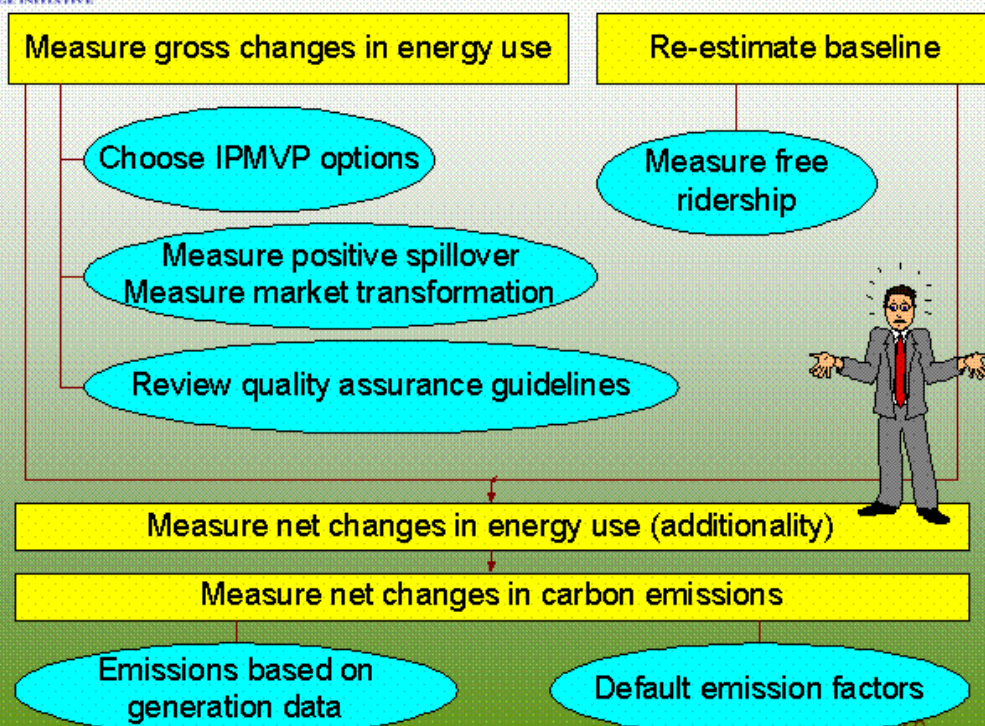 Measure gross changes in energy use
Re-estimate baseline
Choose IPMVP options
Measure free
ridership
Measure positive spillover
Measure market transformation
Review quality assurance guidelines
Measure net changes in energy use (additionality)
Measure net changes in carbon emissions
Emissions based on
generation data
Default emission factors